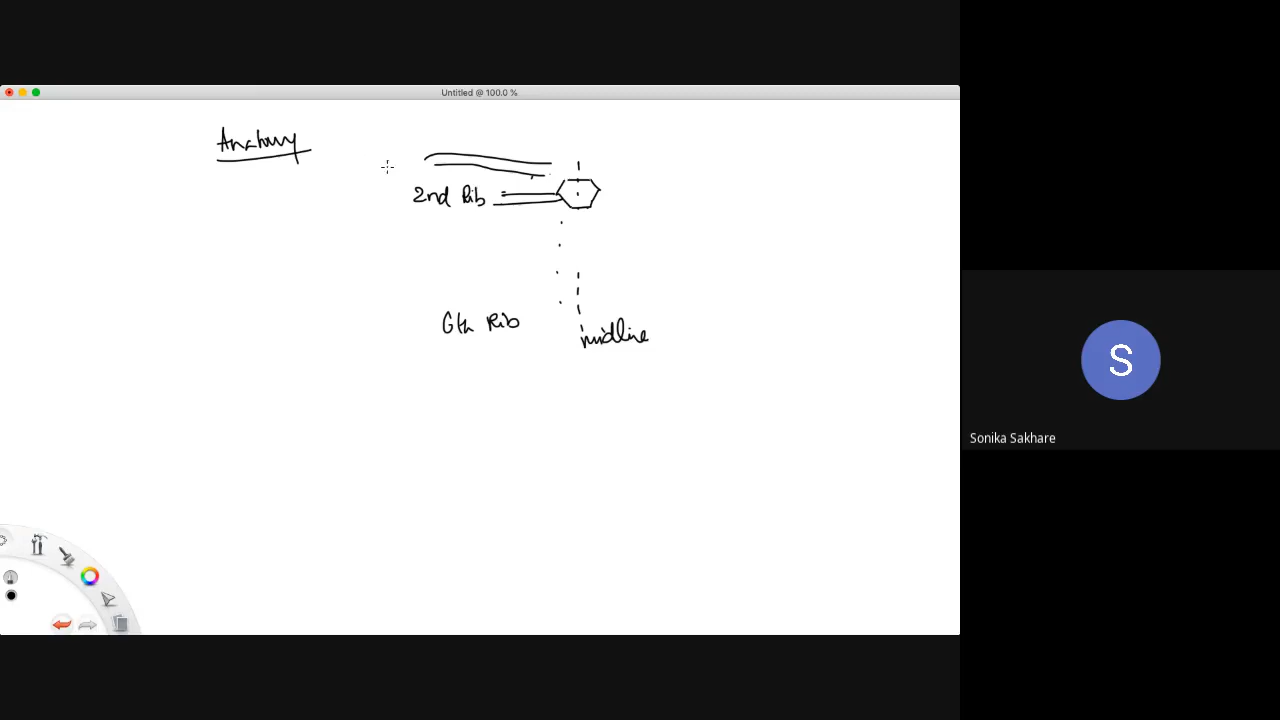 Untitled @ 100.0 %
Anatomy
2nd Rib
6th Rib
midline
S
Sonika Sakhare